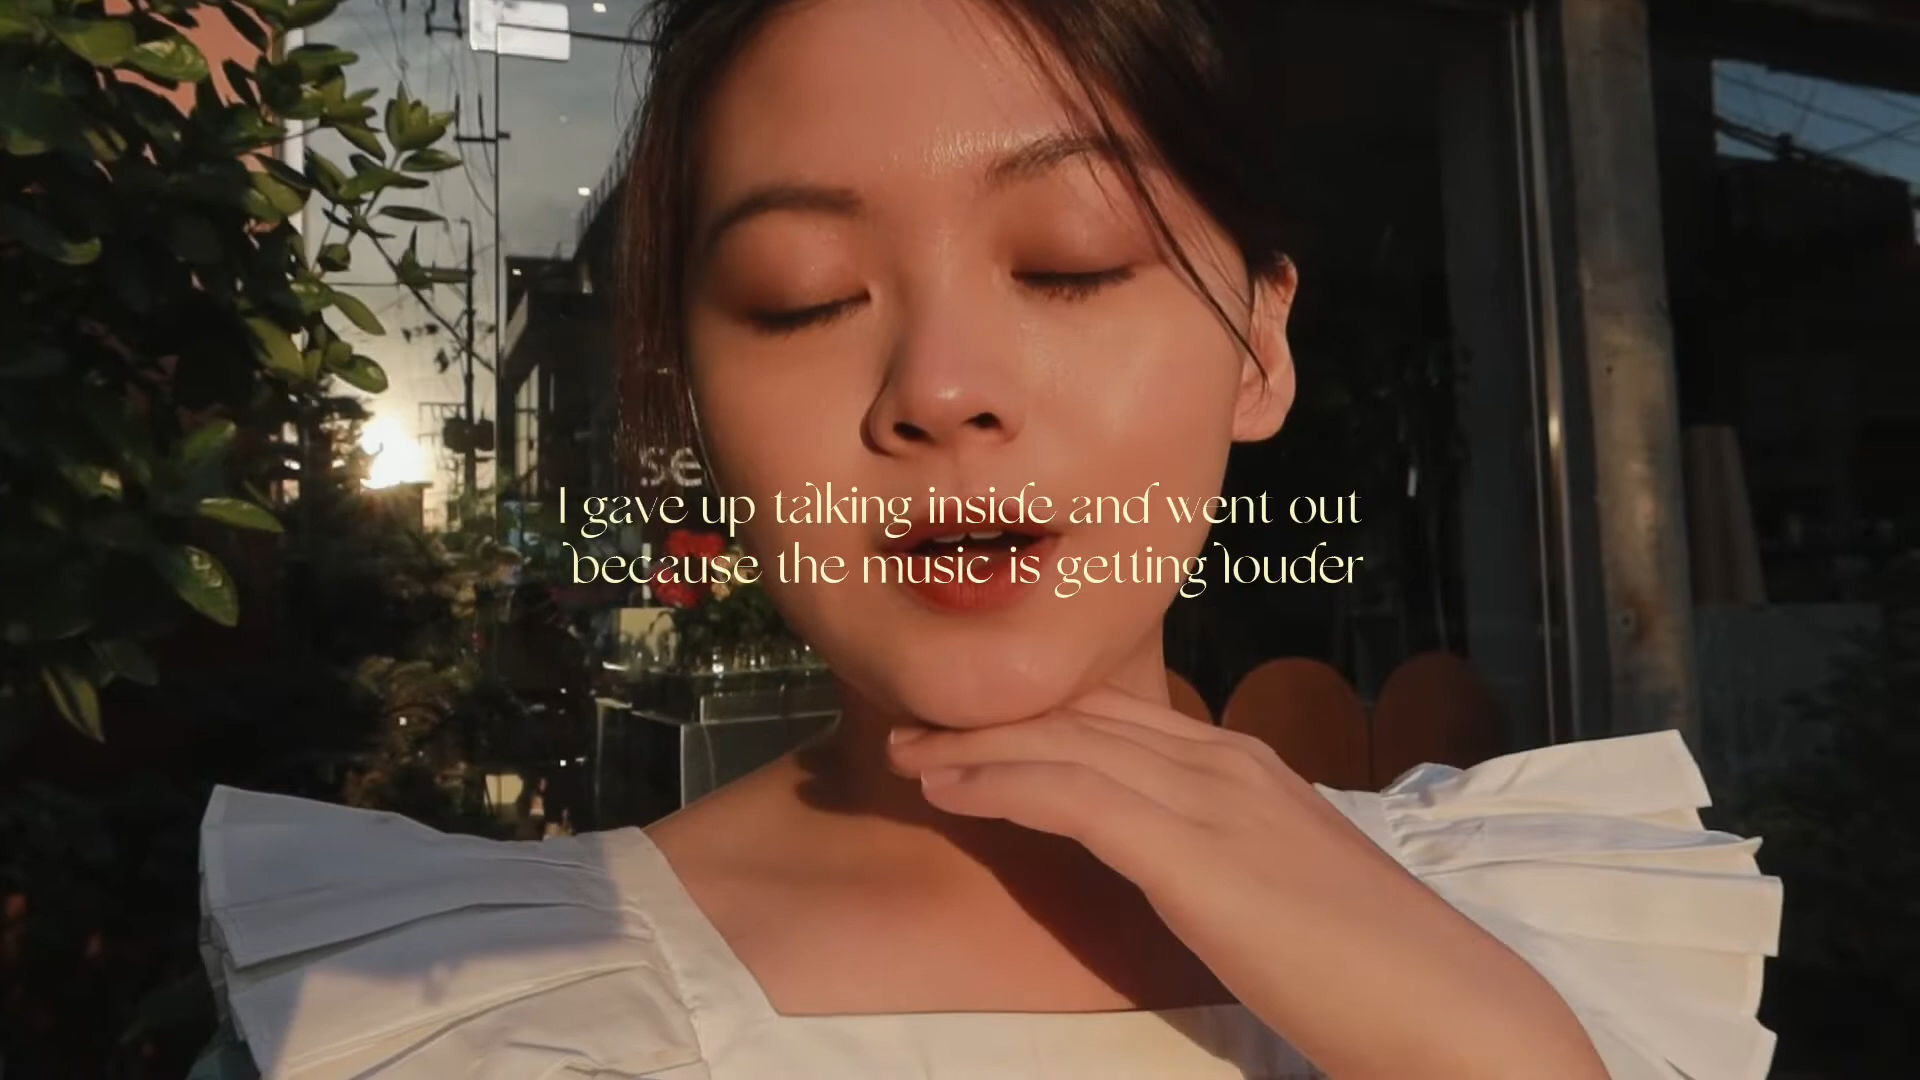 I gave up talking inside and went out
because the music is getting louder